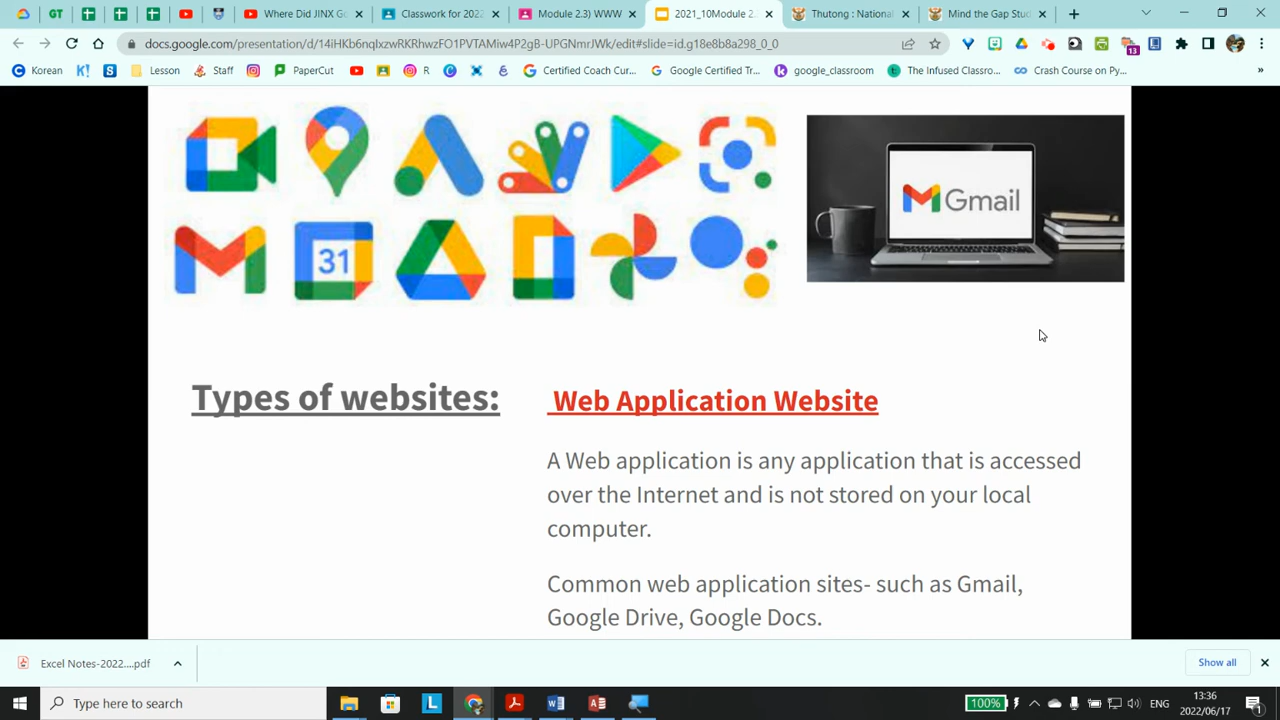 Where Did JINX Go
Classwork for 202
Module 2.3) WWW
2021_10Module 2.
Thutong : National
Mind the Gap Stud
docs.google.com/presentation/d/14iHKb6nqIxzwRKRlhmzFO1PVTAMiw4P2gB-UPGNmrJWk/edit#slide=id.g18e8b8a298_0_0
13
Korean
Lesson
Staff
PaperCut
R
Google Certified Coach Cur...
Google Certified Tr...
google_classroom
The Infused Classro...
Crash Course on Py...
»
Gmail
31
Types of websites:
Web Application Website
A Web application is any application that is accessed
over the Internet and is not stored on your local
computer.
Common web application sites- such as Gmail,
Google Drive, Google Docs.
Excel Notes-2022....pdf
Show all
Type here to search
100%
ENG
13:36
2022/06/17
1